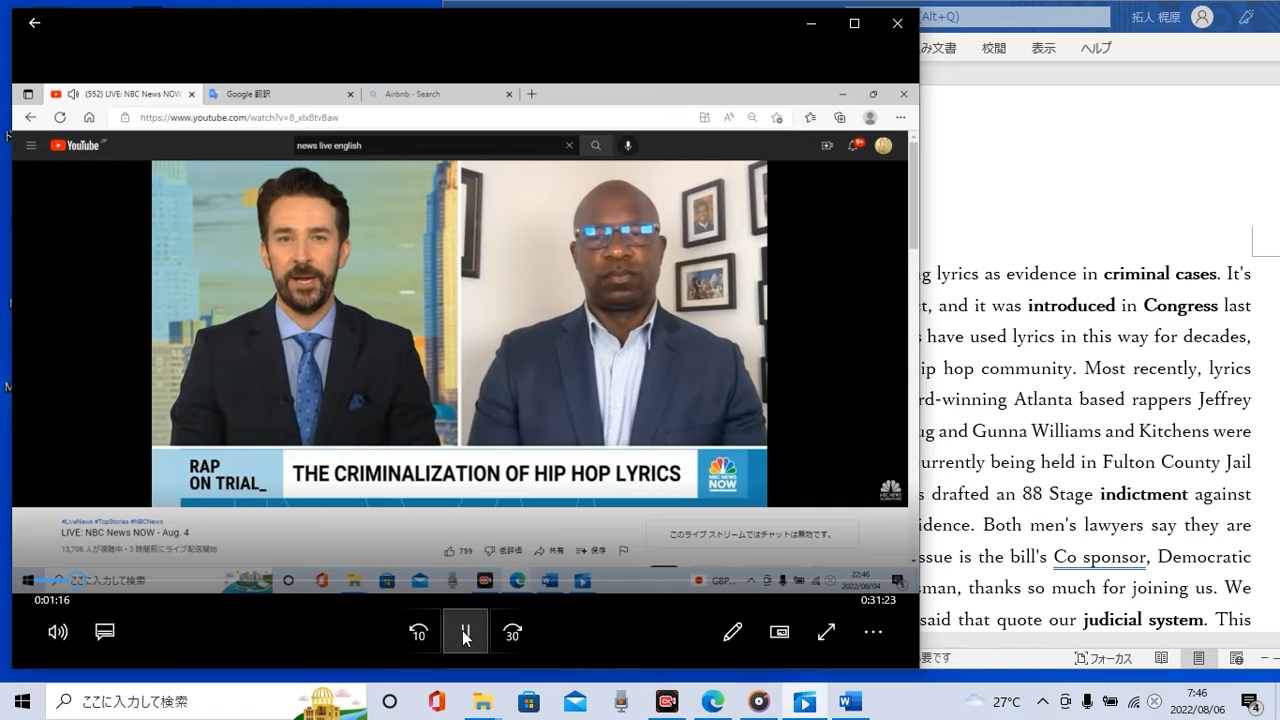 Alt+Q)
拓人 梶原
み文書
校閲
表示
ヘルプ
(552) LIVE: NBC News NOW
Google 翻訳
Airbnb - Search
https://www.youtube.com/watch?v=8_xlx8tvBaw
YouTube JP
news live english
9+
RAP
ON TRIAL_
THE CRIMINALIZATION OF HIP HOP LYRICS
NBC NEWS
NOW
#LiveNews #TopStories #NBCNews
LIVE: NBC News NOW - Aug. 4
13,706 人が視聴中・3 時間前にライブ配信開始
759
低評価
共有
保存
このライブ ストリームではチャットは無効です。
ここに入力して検索
GBP...
22:46
2022/08/04
0:01:16
0:31:23
10
30
g lyrics as evidence in criminal cases. It's
t, and it was introduced in Congress last
s have used lyrics in this way for decades,
ip hop community. Most recently, lyrics
rd-winning Atlanta based rappers Jeffrey
ug and Gunna Williams and Kitchens were
urrently being held in Fulton County Jail
s drafted an 88 Stage indictment against
idence. Both men's lawyers say they are
ssue is the bill's Co sponsor, Democratic
sman, thanks so much for joining us. We
said that quote our judicial system. This
要です
フォーカス
ここに入力して検索
27°C
7:46
2022/08/06
4